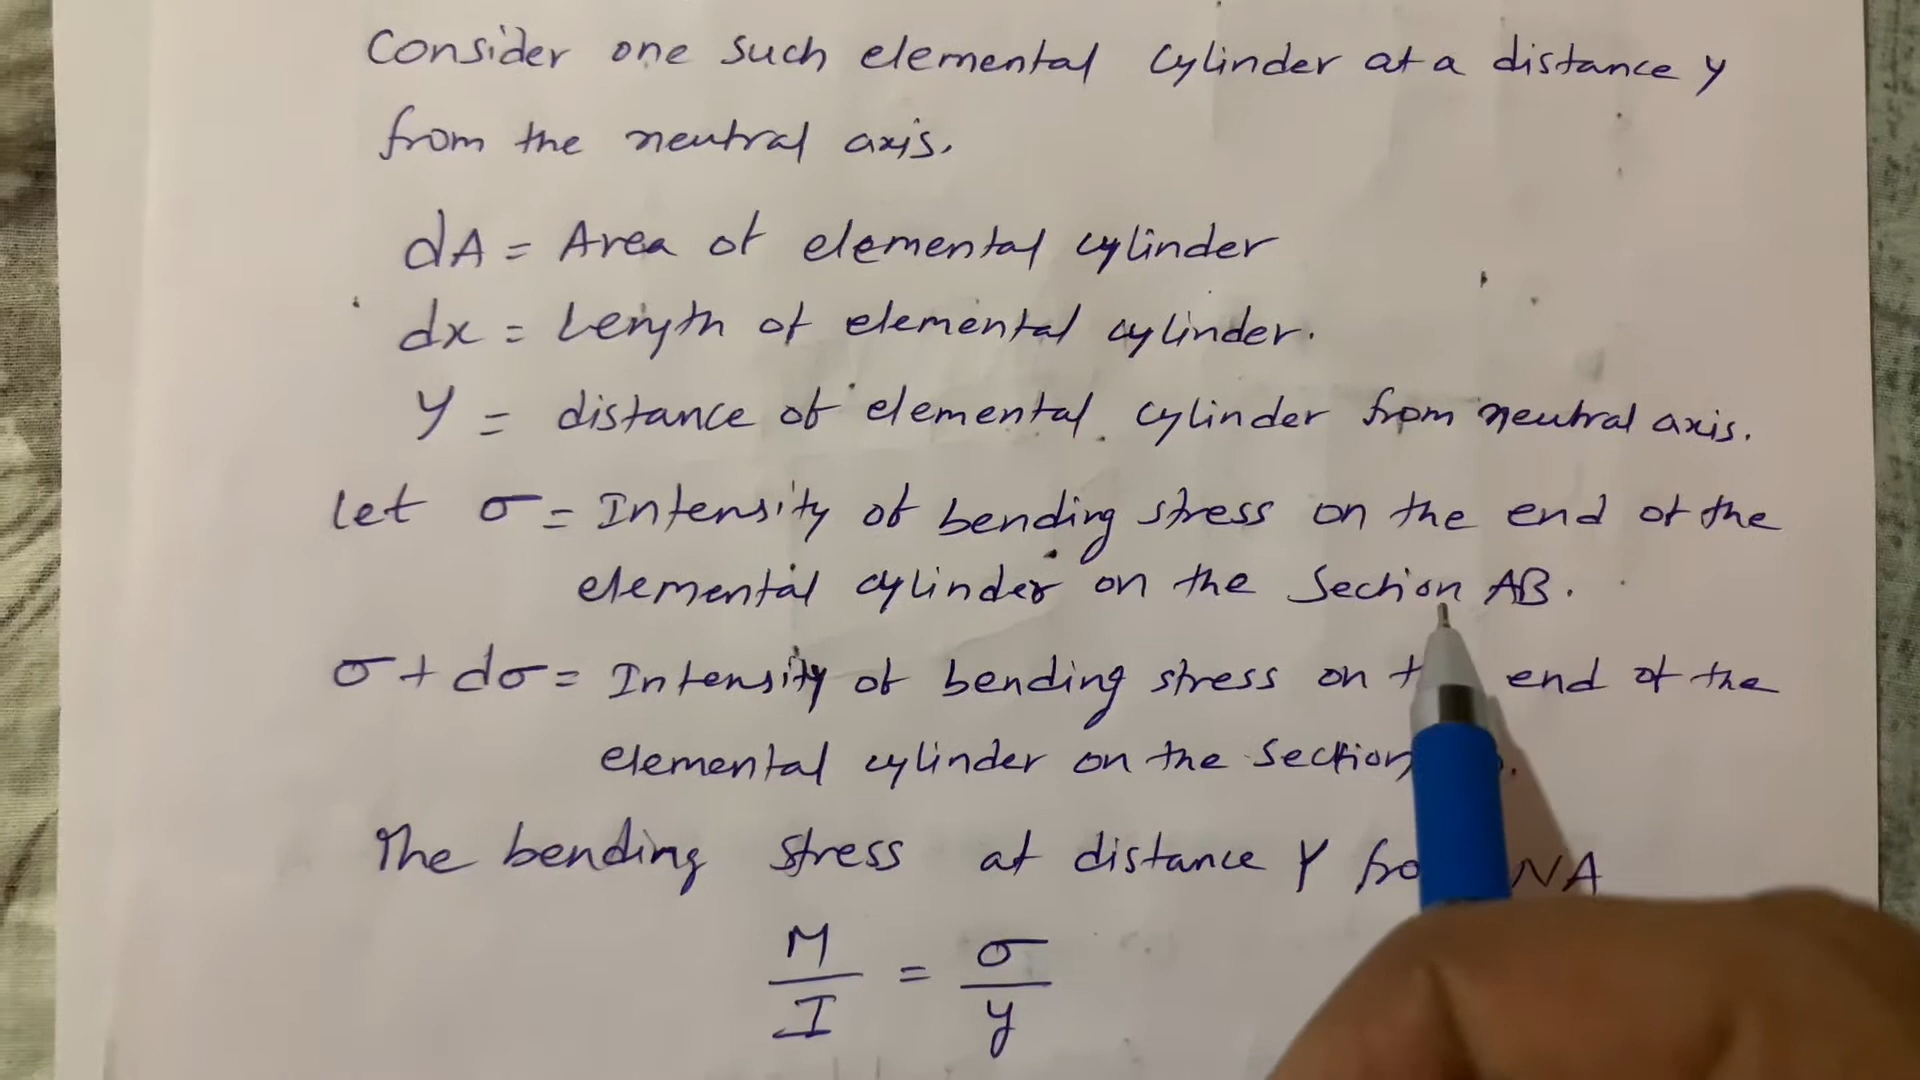 Consider one such elemental cylinder at a distance y
from the neutral axis.
dA = Area of elemental cylinder
dx = Length of elemental cylinder.
y = distance of elemental cylinder from neutral axis.
Let σ = Intensity of bending stress on the end of the
elemental cylinder on the Section AB.
σ + dσ = Intensity of bending stress on end of the
elemental cylinder on the Section
The bending stress at distance Y NA
M/I = σ/y